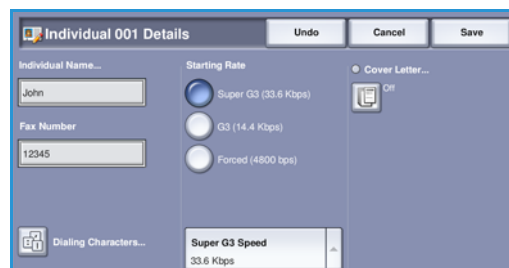 Individual 001 Details
Undo
Cancel
Save
Individual Name...
Starting Rate
Cover Letter...
John
Super G3 (33.6 Kbps)
Off
Fax Number
G3 (14.4 Kbps)
12345
Forced (4800 bps)
Dialing Characters...
Super G3 Speed
33.6 Kbps